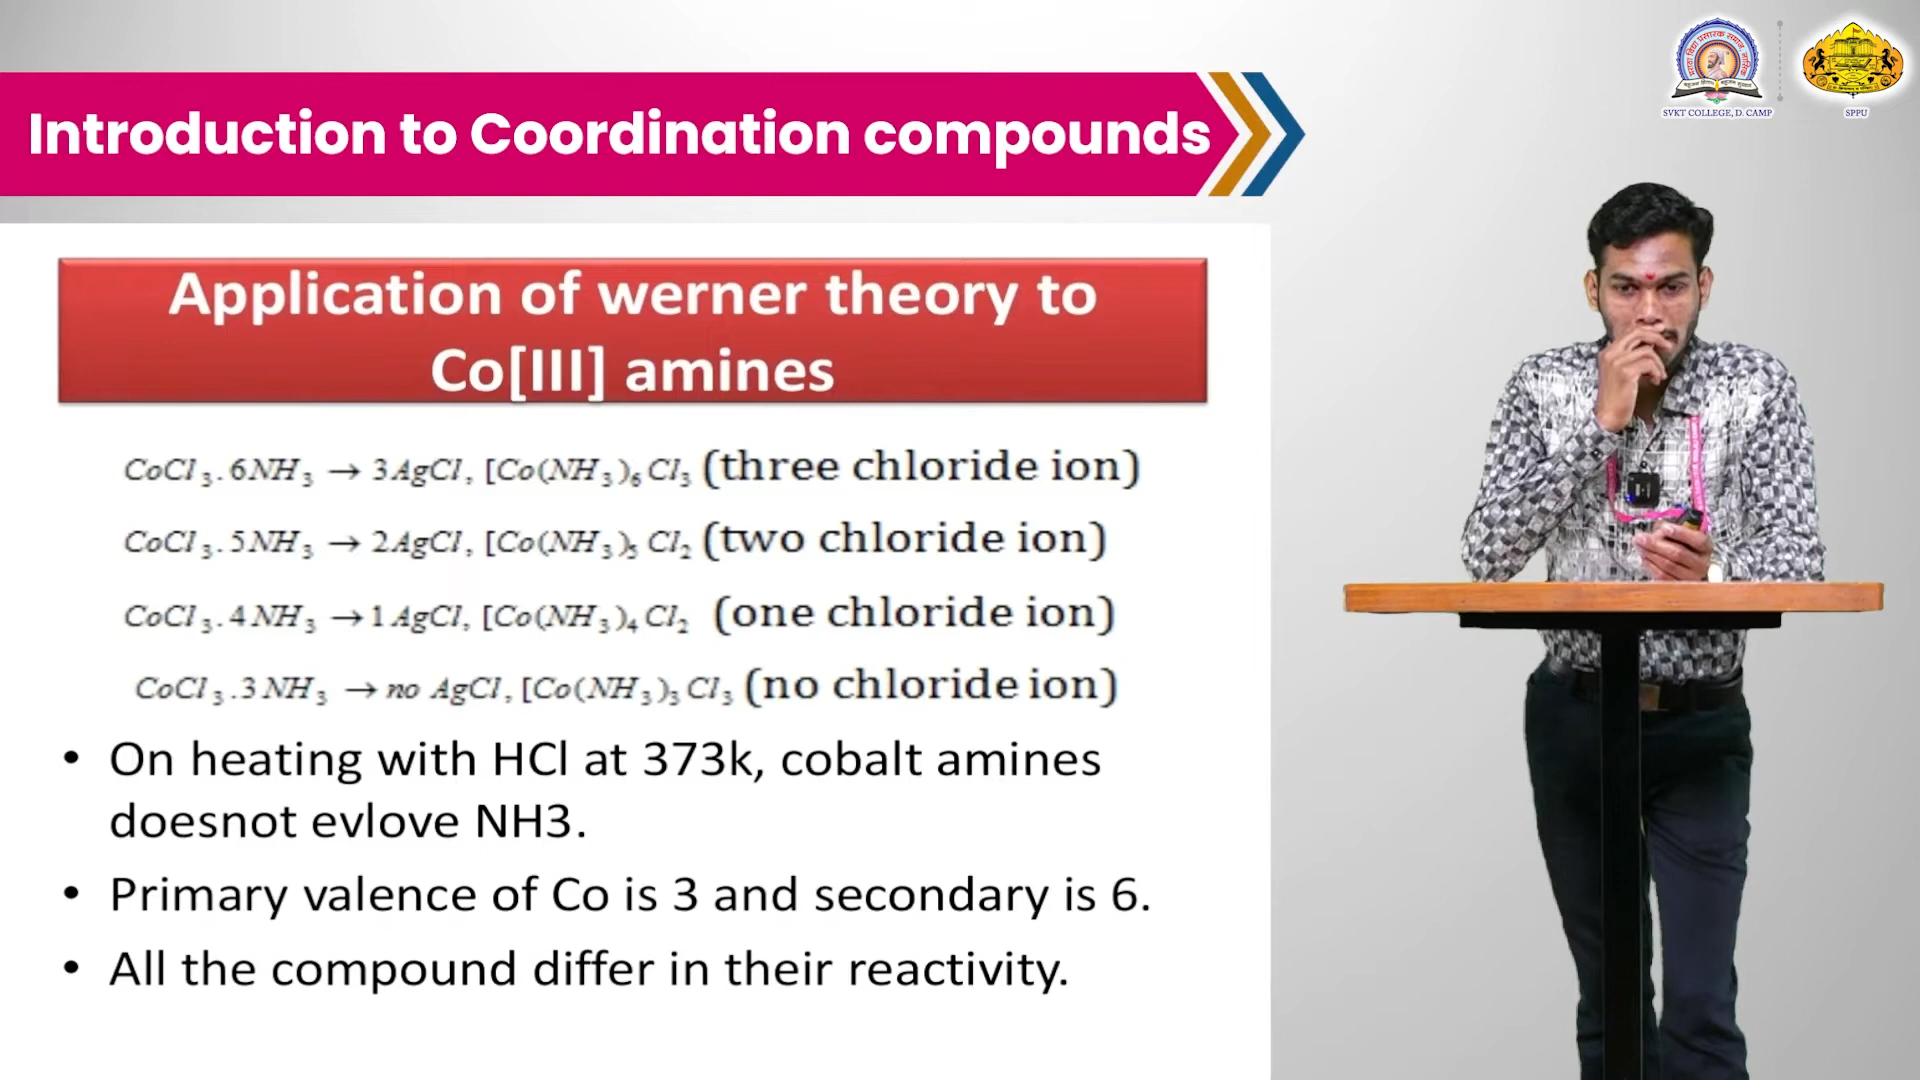 Introduction to Coordination compounds
SVKT COLLEGE, D. CAMP
SPPU
Application of werner theory to
Co[III] amines
CoCl₃.6NH₃ → 3AgCl, [Co(NH₃)₆Cl₃ (three chloride ion)
CoCl₃.5NH₃ → 2AgCl, [Co(NH₃)₅Cl₂ (two chloride ion)
CoCl₃.4NH₃ → 1AgCl, [Co(NH₃)₄Cl₂ (one chloride ion)
CoCl₃.3NH₃ → no AgCl, [Co(NH₃)₃Cl₃ (no chloride ion)
• On heating with HCl at 373k, cobalt amines
doesnot evlove NH3.
• Primary valence of Co is 3 and secondary is 6.
• All the compound differ in their reactivity.